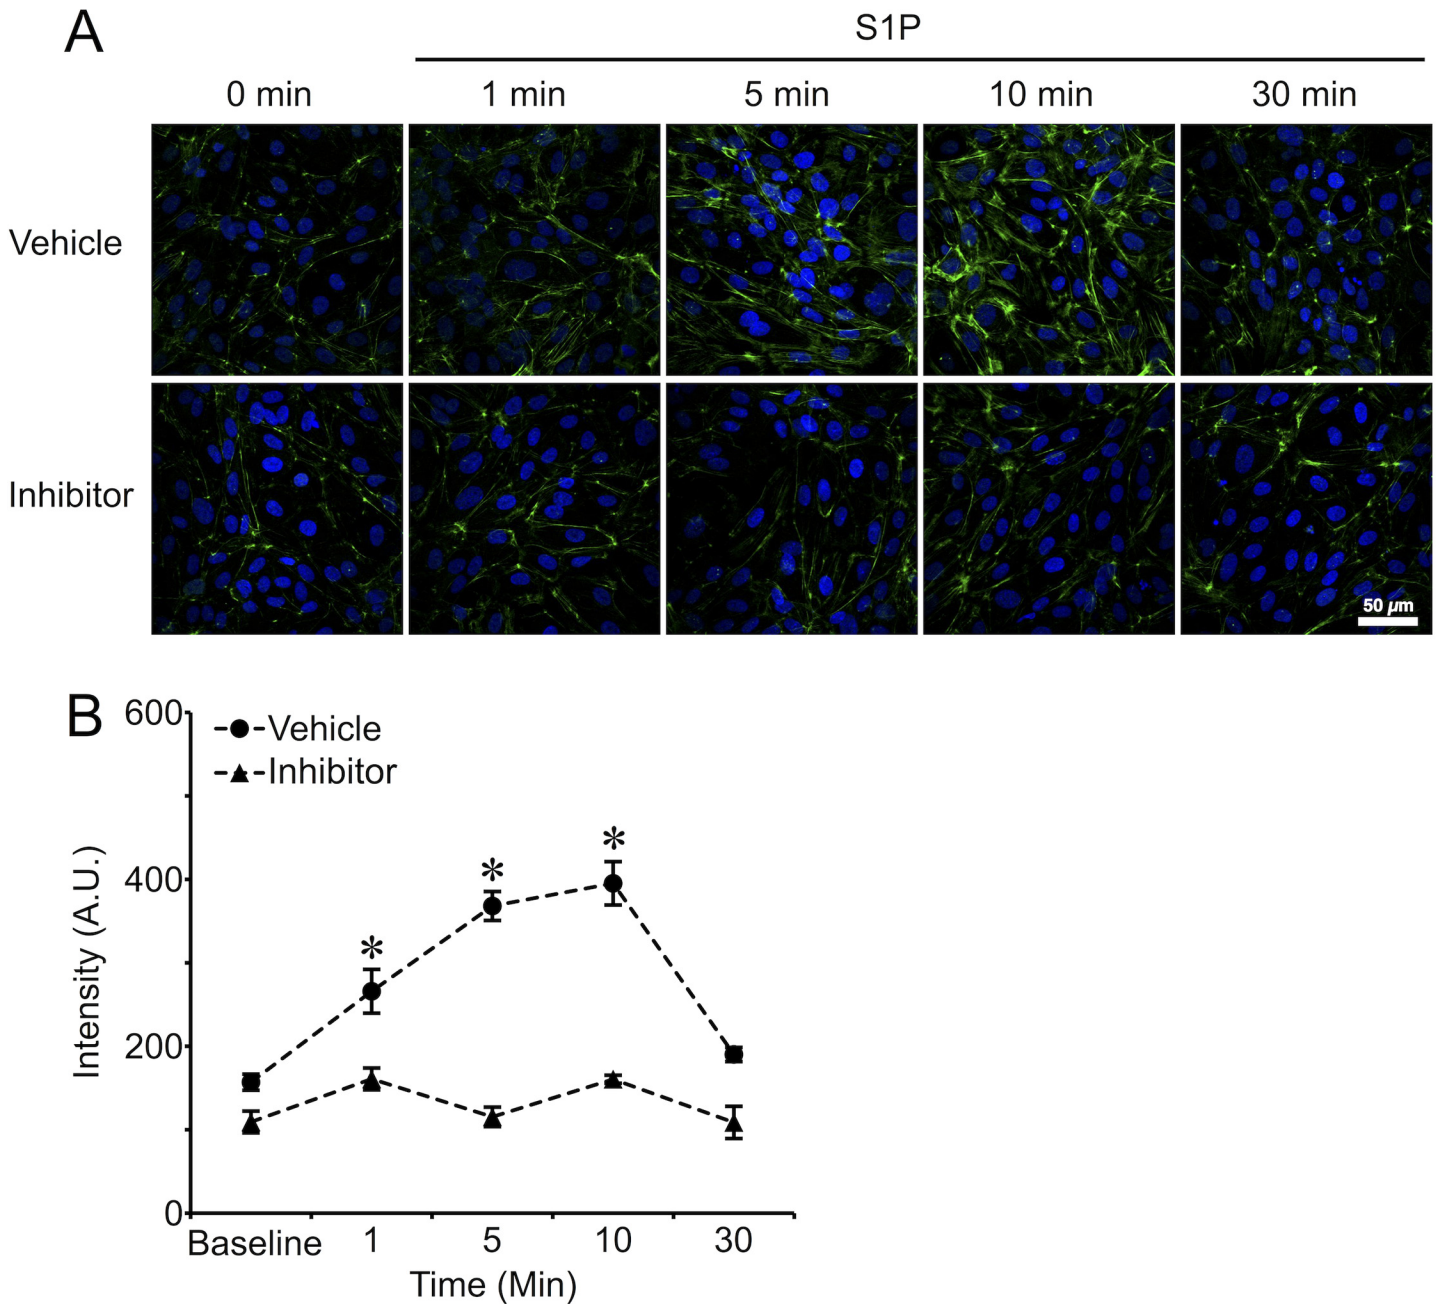 A
S1P
0 min 1 min 5 min 10 min 30 min
Vehicle
Inhibitor
50 µm
B
600
400
200
0
Intensity (A.U.)
Vehicle
Inhibitor
*
*
*
Baseline 1 5 10 30
Time (Min)